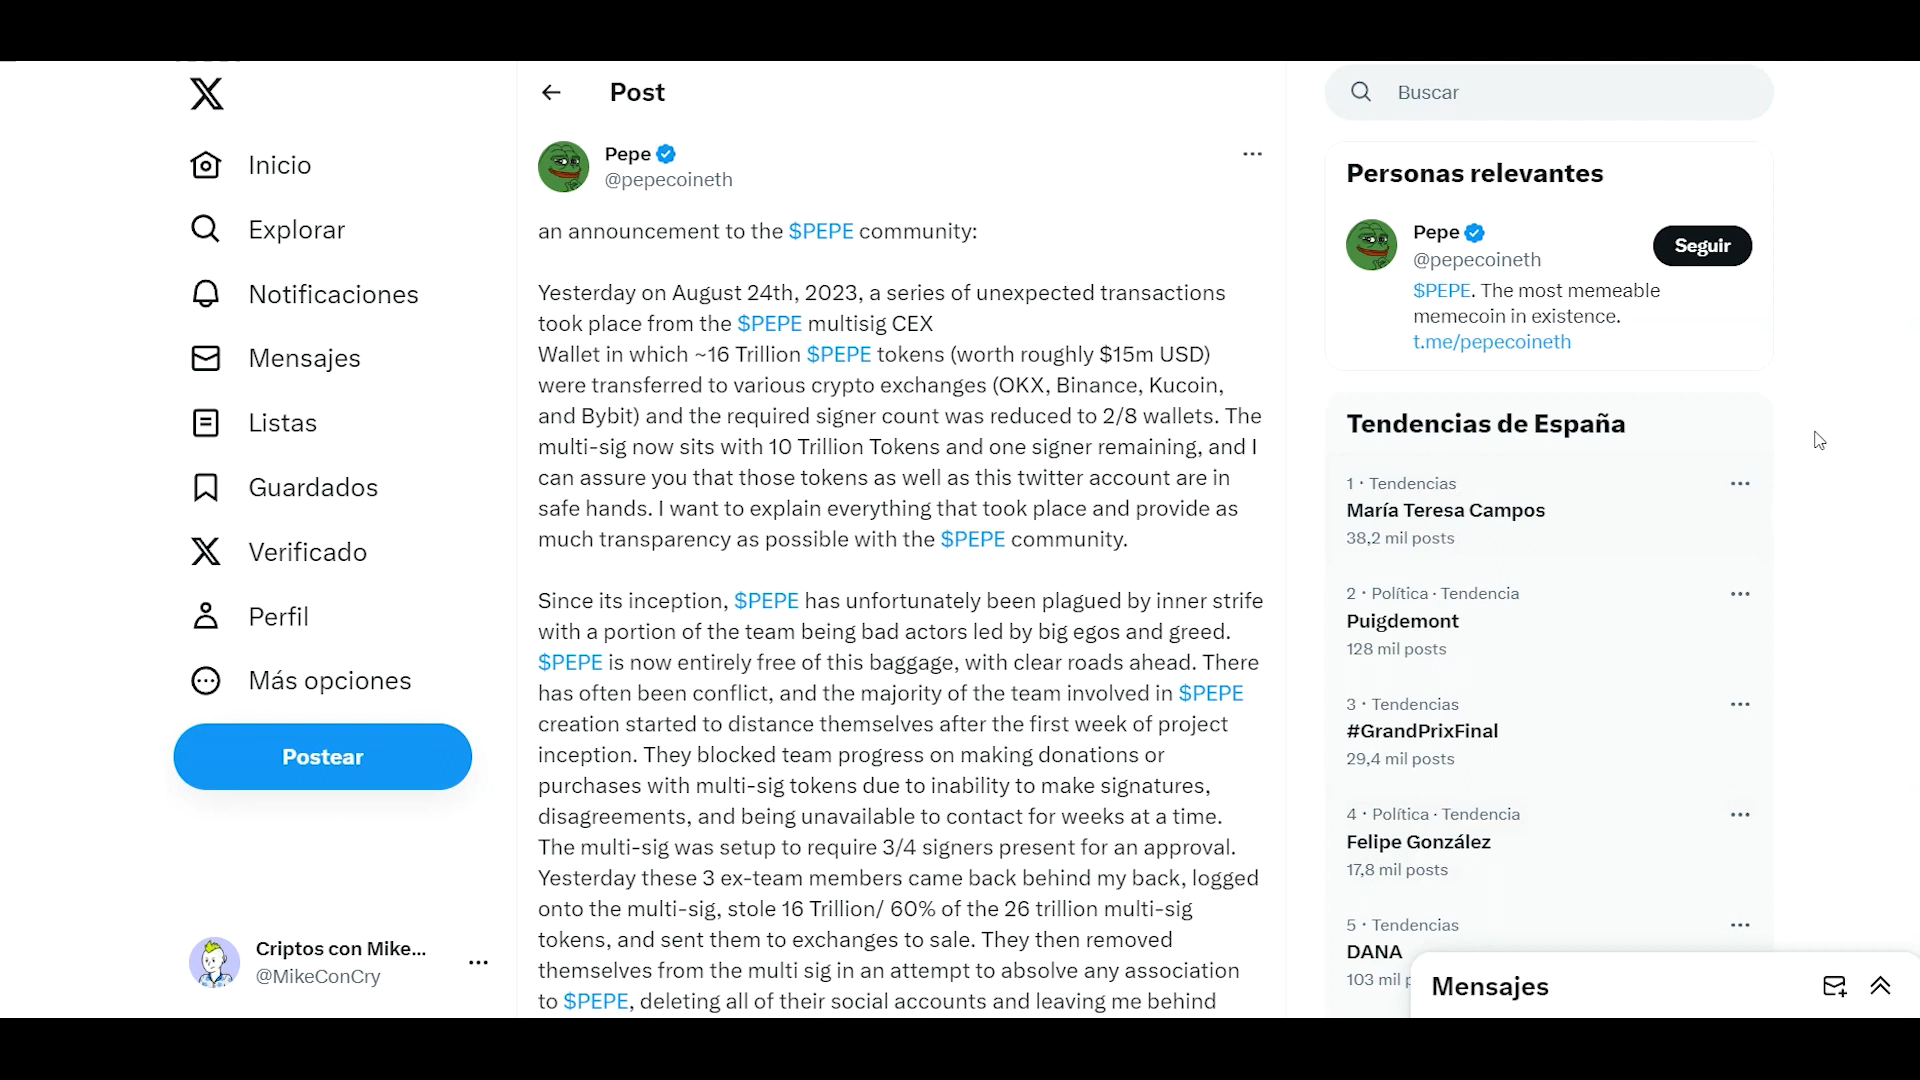 Inicio
Explorar
Notificaciones
Mensajes
Listas
Guardados
Verificado
Perfil
Más opciones
Postear
Criptos con Mike...
@MikeConCry
Post
Pepe
@pepecoineth
an announcement to the $PEPE community:
Yesterday on August 24th, 2023, a series of unexpected transactions
took place from the $PEPE multisig CEX
Wallet in which ~16 Trillion $PEPE tokens (worth roughly $15m USD)
were transferred to various crypto exchanges (OKX, Binance, Kucoin,
and Bybit) and the required signer count was reduced to 2/8 wallets. The
multi-sig now sits with 10 Trillion Tokens and one signer remaining, and I
can assure you that those tokens as well as this twitter account are in
safe hands. I want to explain everything that took place and provide as
much transparency as possible with the $PEPE community.
Since its inception, $PEPE has unfortunately been plagued by inner strife
with a portion of the team being bad actors led by big egos and greed.
$PEPE is now entirely free of this baggage, with clear roads ahead. There
has often been conflict, and the majority of the team involved in $PEPE
creation started to distance themselves after the first week of project
inception. They blocked team progress on making donations or
purchases with multi-sig tokens due to inability to make signatures,
disagreements, and being unavailable to contact for weeks at a time.
The multi-sig was setup to require 3/4 signers present for an approval.
Yesterday these 3 ex-team members came back behind my back, logged
onto the multi-sig, stole 16 Trillion/ 60% of the 26 trillion multi-sig
tokens, and sent them to exchanges to sale. They then removed
themselves from the multi sig in an attempt to absolve any association
to $PEPE, deleting all of their social accounts and leaving me behind
Buscar
Personas relevantes
Pepe
@pepecoineth
Seguir
$PEPE. The most memeable
memecoin in existence.
t.me/pepecoineth
Tendencias de España
1 · Tendencias
María Teresa Campos
38,2 mil posts
2 · Política · Tendencia
Puigdemont
128 mil posts
3 · Tendencias
#GrandPrixFinal
29,4 mil posts
4 · Política · Tendencia
Felipe González
17,8 mil posts
5 · Tendencias
DANA
103 mil
Mensajes